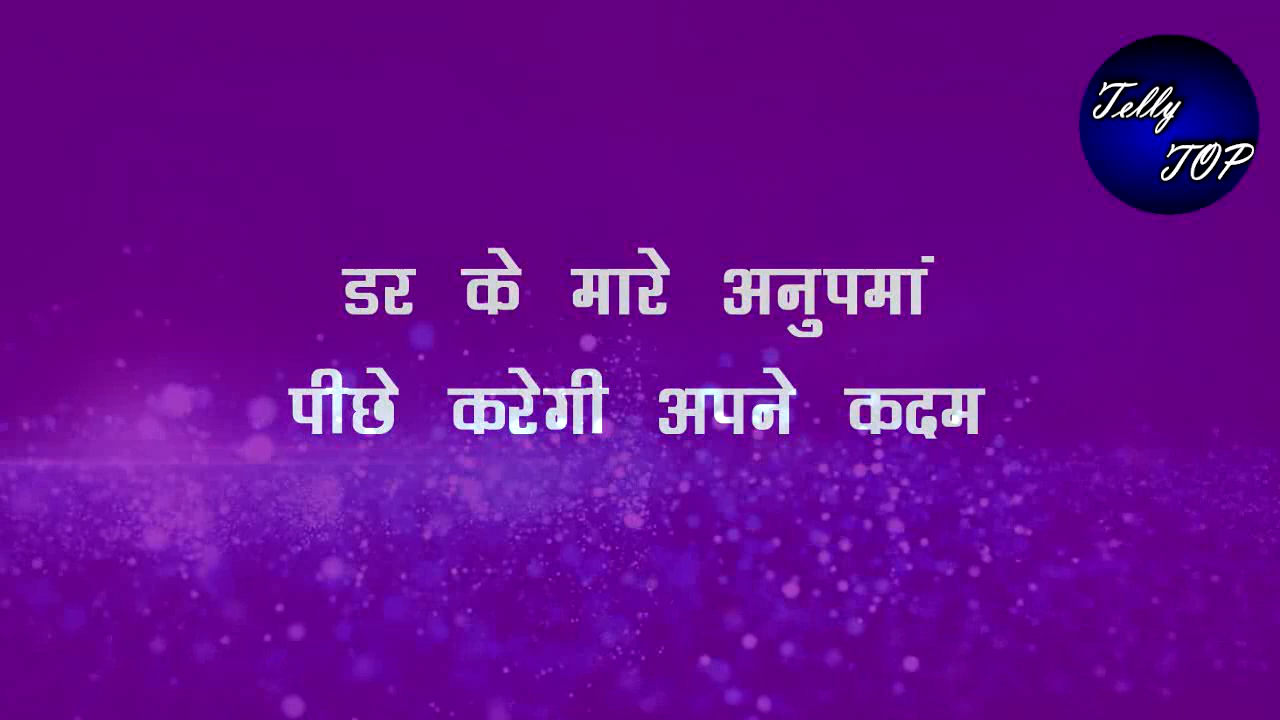 Telly
TOP
डर के मारे अनुपमां
पीछे करेगी अपने कदम